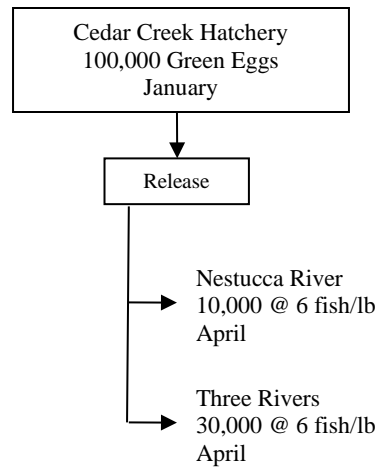 Cedar Creek Hatchery
100,000 Green Eggs
January
Release
Nestucca River
10,000 @ 6 fish/lb
April
Three Rivers
30,000 @ 6 fish/lb
April